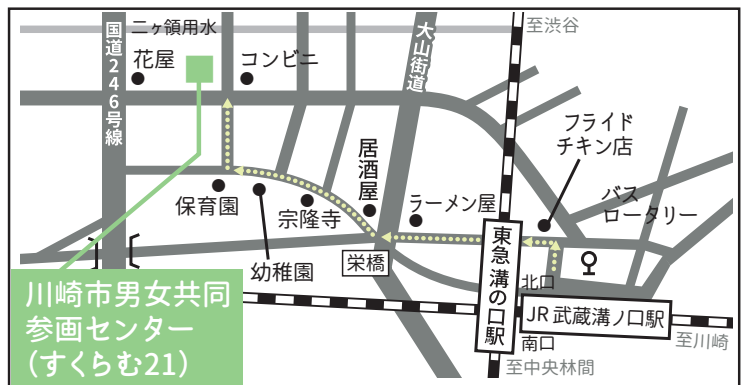 二ヶ領用水
至渋谷
国道246号線
花屋
コンビニ
大山街道
フライド
チキン店
居酒屋
ラーメン屋
バス
ロータリー
保育園
宗隆寺
幼稚園
栄橋
東急 溝の口駅
北口
JR 武蔵溝ノ口駅
南口
至川崎
至中央林間
川崎市男女共同
参画センター
(すくらむ21)